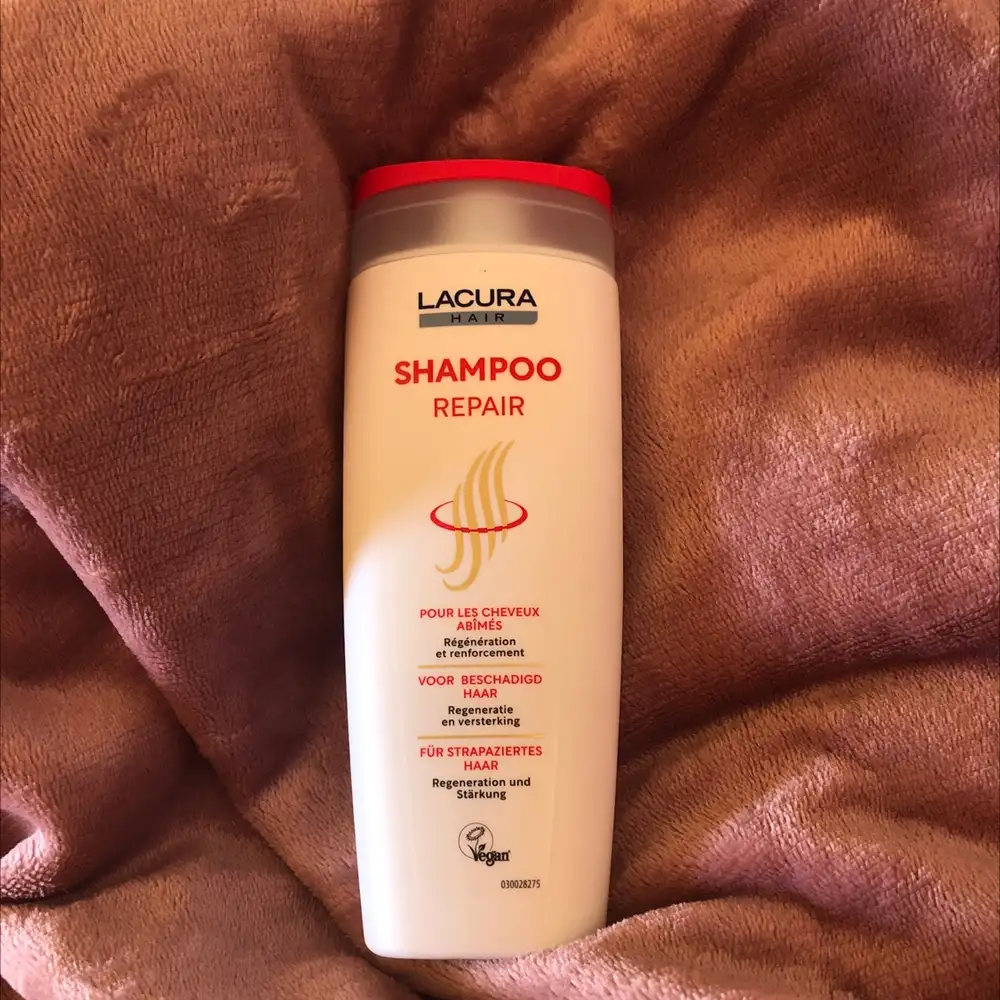 LACURA
HAIR
SHAMPOO
REPAIR
POUR LES CHEVEUX
ABÎMÉS
Régénération
et renforcement
VOOR BESCHADIGD
HAAR
Regeneratie
en versterking
FÜR STRAPAZIERTES
HAAR
Regeneration und
Stärkung
Vegan
030028275